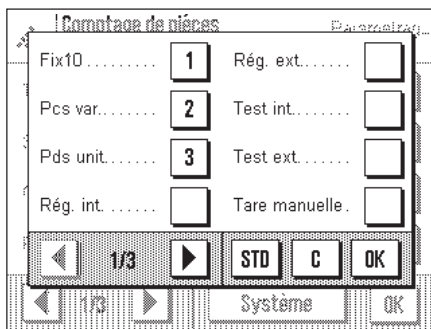 Comptage de pièces
Fix10 ......... 1 Rég. ext. .......
Pcs var. ........ 2 Test int. .......
Pds unit. ....... 3 Test ext. .......
Rég. int. ....... Tare manuelle .
1/3 STD C OK
1/3 Système OK